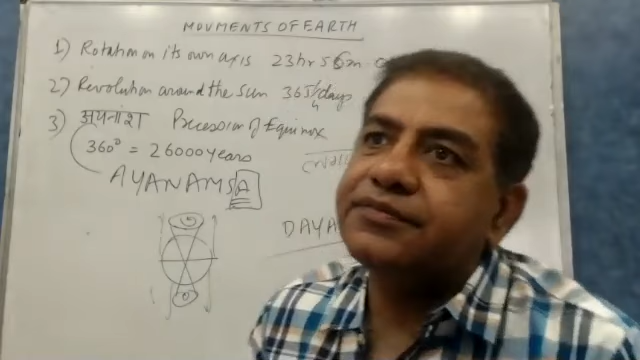 MOVMENTS OF EARTH
1) Rotation on its own axis 23hr 56m
2) Revolution around the Sun 365 1/4 days
3) अयनांश Precession of Equinox
360° = 26000 years
AYANAMSA
DAYA